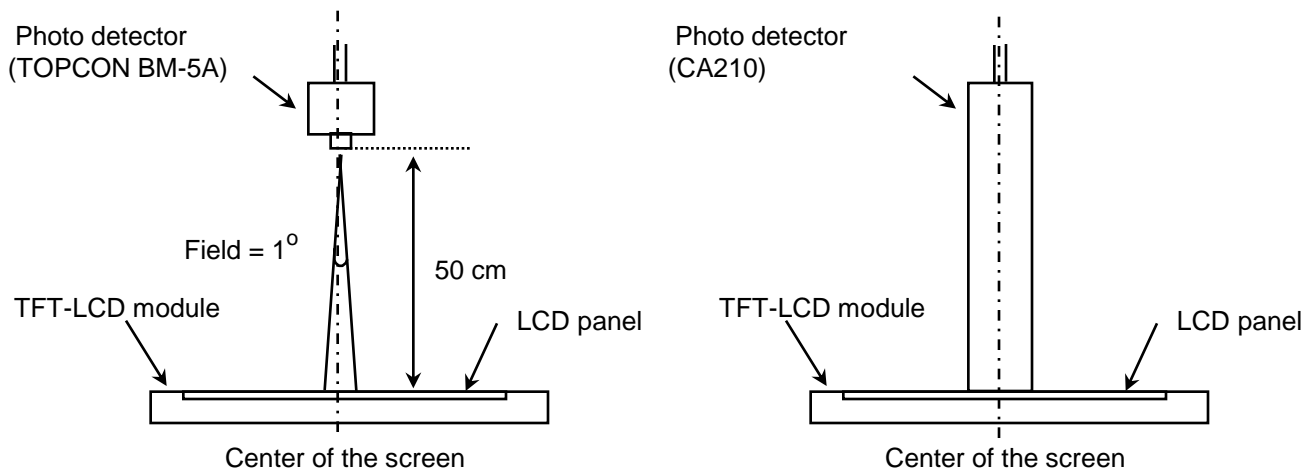 Photo detector
(TOPCON BM-5A)
Field = 1°
50 cm
TFT-LCD module
LCD panel
Center of the screen
Photo detector
(CA210)
TFT-LCD module
LCD panel
Center of the screen